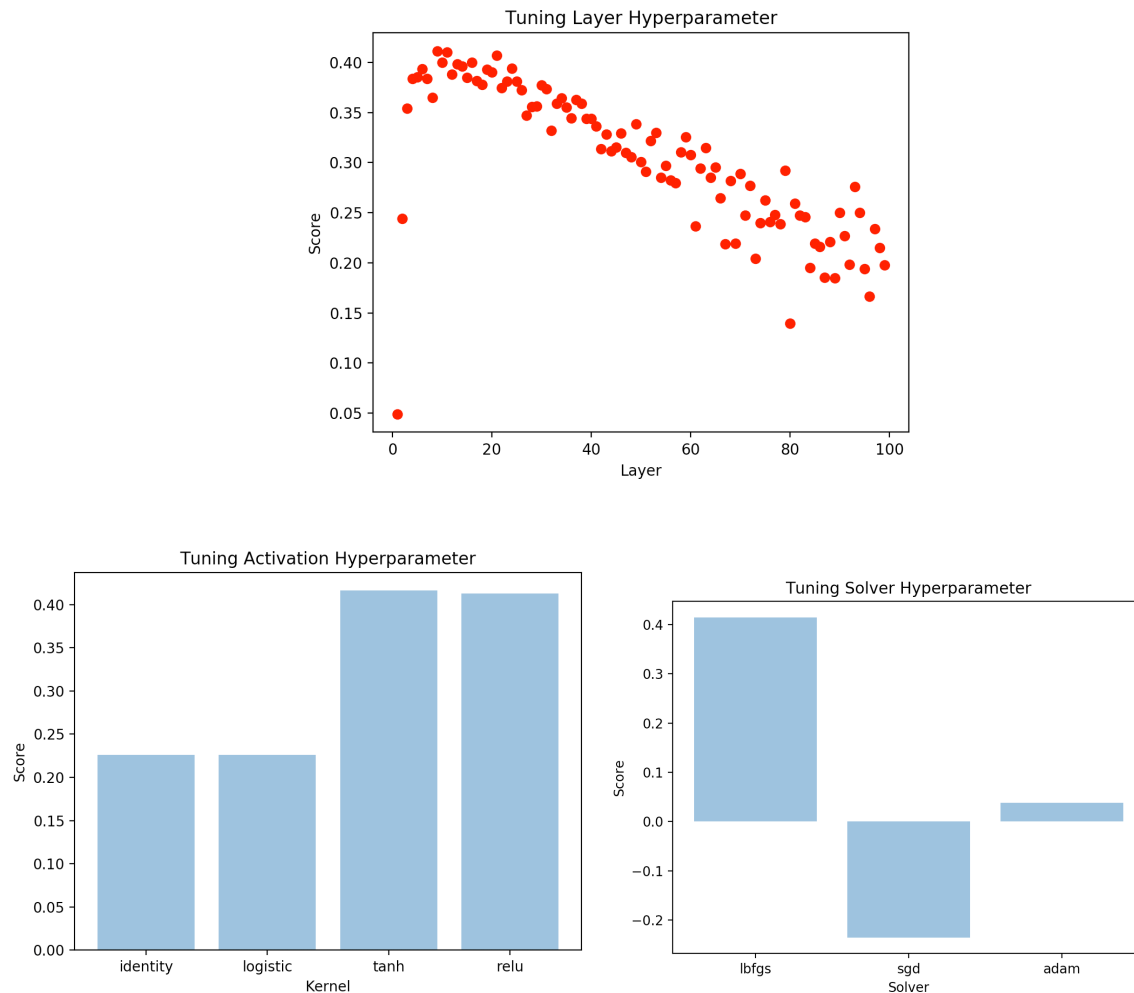 Tuning Layer Hyperparameter
0.40
0.35
0.30
0.25
0.20
0.15
0.10
0.05
Score
0 20 40 60 80 100
Layer
Tuning Activation Hyperparameter
0.40
0.35
0.30
0.25
0.20
0.15
0.10
0.05
0.00
Score
identity logistic tanh relu
Kernel
Tuning Solver Hyperparameter
0.4
0.3
0.2
0.1
0.0
−0.1
−0.2
Score
lbfgs sgd adam
Solver